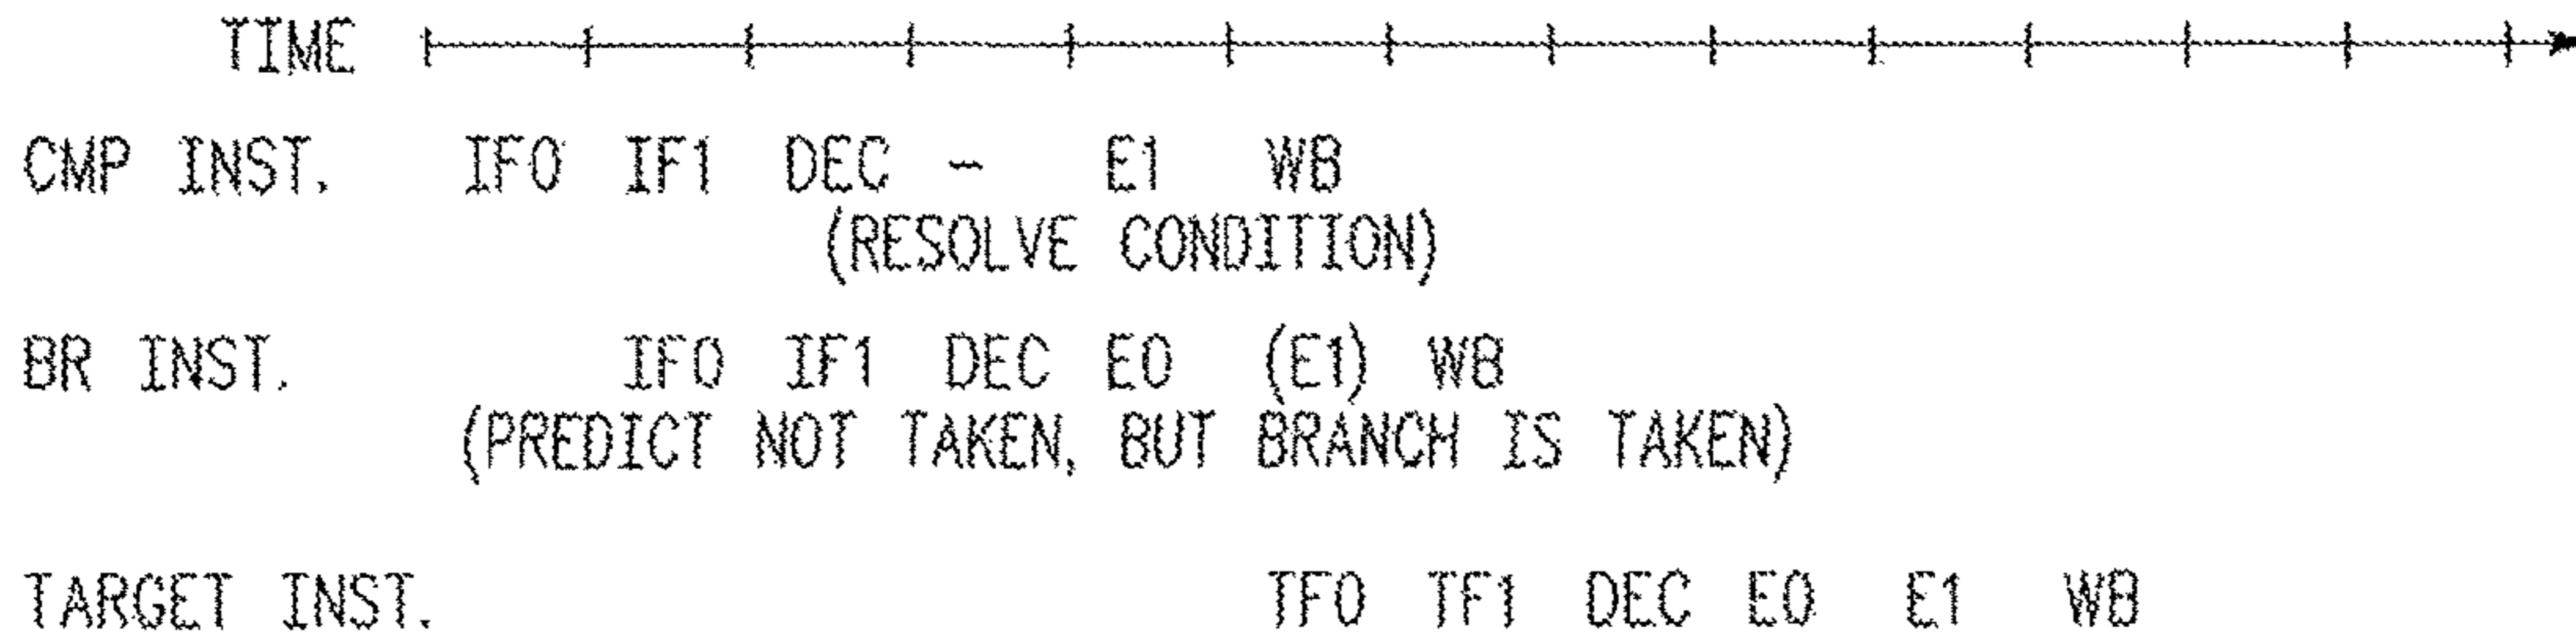 TIME
CMP INST. IF0 IF1 DEC - E1 WB
(RESOLVE CONDITION)
BR INST. IF0 IF1 DEC E0 (E1) WB
(PREDICT NOT TAKEN, BUT BRANCH IS TAKEN)
TARGET INST. TF0 TF1 DEC E0 E1 WB